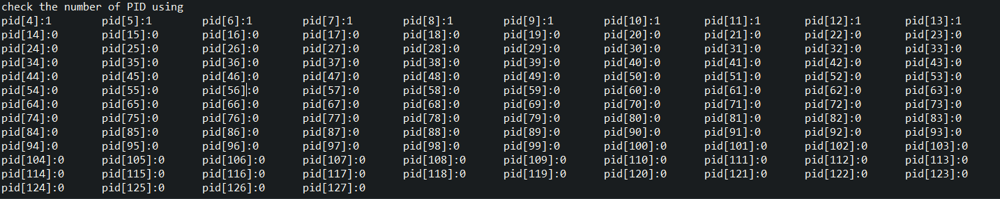 check the number of PID using
pid[4]:1 pid[5]:1 pid[6]:1 pid[7]:1 pid[8]:1 pid[9]:1 pid[10]:1 pid[11]:1 pid[12]:1 pid[13]:1
pid[14]:0 pid[15]:0 pid[16]:0 pid[17]:0 pid[18]:0 pid[19]:0 pid[20]:0 pid[21]:0 pid[22]:0 pid[23]:0
pid[24]:0 pid[25]:0 pid[26]:0 pid[27]:0 pid[28]:0 pid[29]:0 pid[30]:0 pid[31]:0 pid[32]:0 pid[33]:0
pid[34]:0 pid[35]:0 pid[36]:0 pid[37]:0 pid[38]:0 pid[39]:0 pid[40]:0 pid[41]:0 pid[42]:0 pid[43]:0
pid[44]:0 pid[45]:0 pid[46]:0 pid[47]:0 pid[48]:0 pid[49]:0 pid[50]:0 pid[51]:0 pid[52]:0 pid[53]:0
pid[54]:0 pid[55]:0 pid[56]:0 pid[57]:0 pid[58]:0 pid[59]:0 pid[60]:0 pid[61]:0 pid[62]:0 pid[63]:0
pid[64]:0 pid[65]:0 pid[66]:0 pid[67]:0 pid[68]:0 pid[69]:0 pid[70]:0 pid[71]:0 pid[72]:0 pid[73]:0
pid[74]:0 pid[75]:0 pid[76]:0 pid[77]:0 pid[78]:0 pid[79]:0 pid[80]:0 pid[81]:0 pid[82]:0 pid[83]:0
pid[84]:0 pid[85]:0 pid[86]:0 pid[87]:0 pid[88]:0 pid[89]:0 pid[90]:0 pid[91]:0 pid[92]:0 pid[93]:0
pid[94]:0 pid[95]:0 pid[96]:0 pid[97]:0 pid[98]:0 pid[99]:0 pid[100]:0 pid[101]:0 pid[102]:0 pid[103]:0
pid[104]:0 pid[105]:0 pid[106]:0 pid[107]:0 pid[108]:0 pid[109]:0 pid[110]:0 pid[111]:0 pid[112]:0 pid[113]:0
pid[114]:0 pid[115]:0 pid[116]:0 pid[117]:0 pid[118]:0 pid[119]:0 pid[120]:0 pid[121]:0 pid[122]:0 pid[123]:0
pid[124]:0 pid[125]:0 pid[126]:0 pid[127]:0